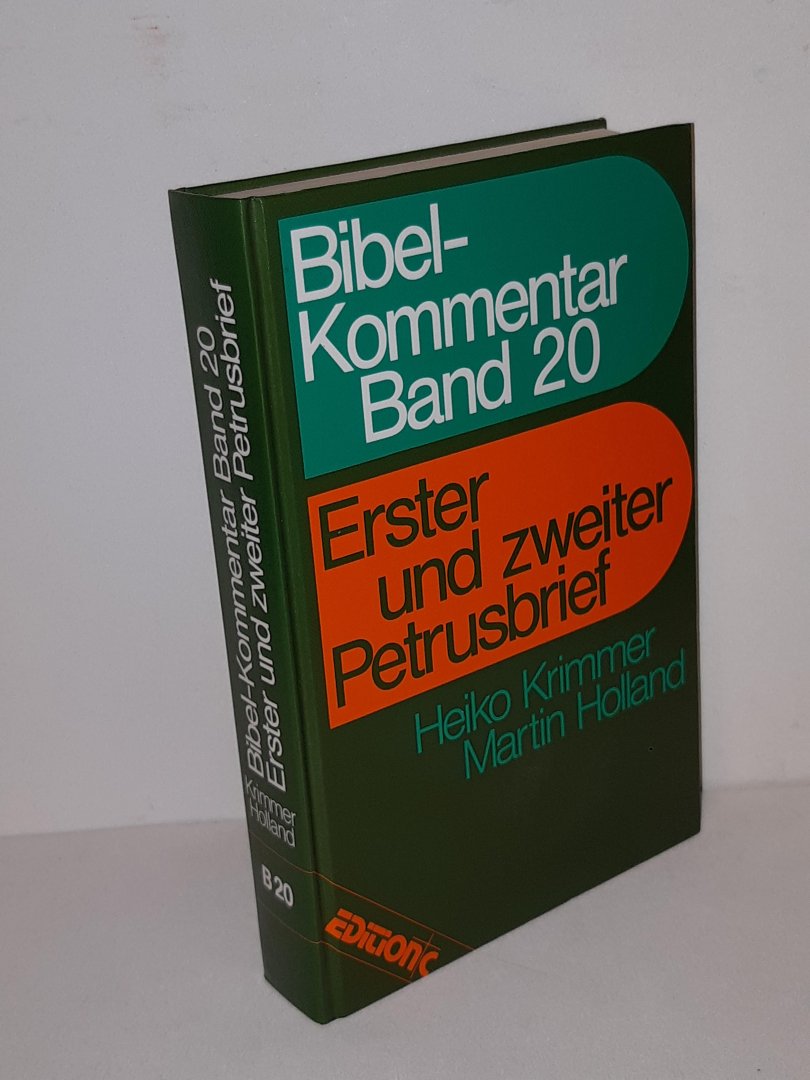 Bibel-
Kommentar
Band 20
Erster
und zweiter
Petrusbrief
Heiko Krimmer
Martin Holland
EDITION C
Bibel-Kommentar Band 20
Erster und zweiter Petrusbrief
Krimmer
Holland
B 20